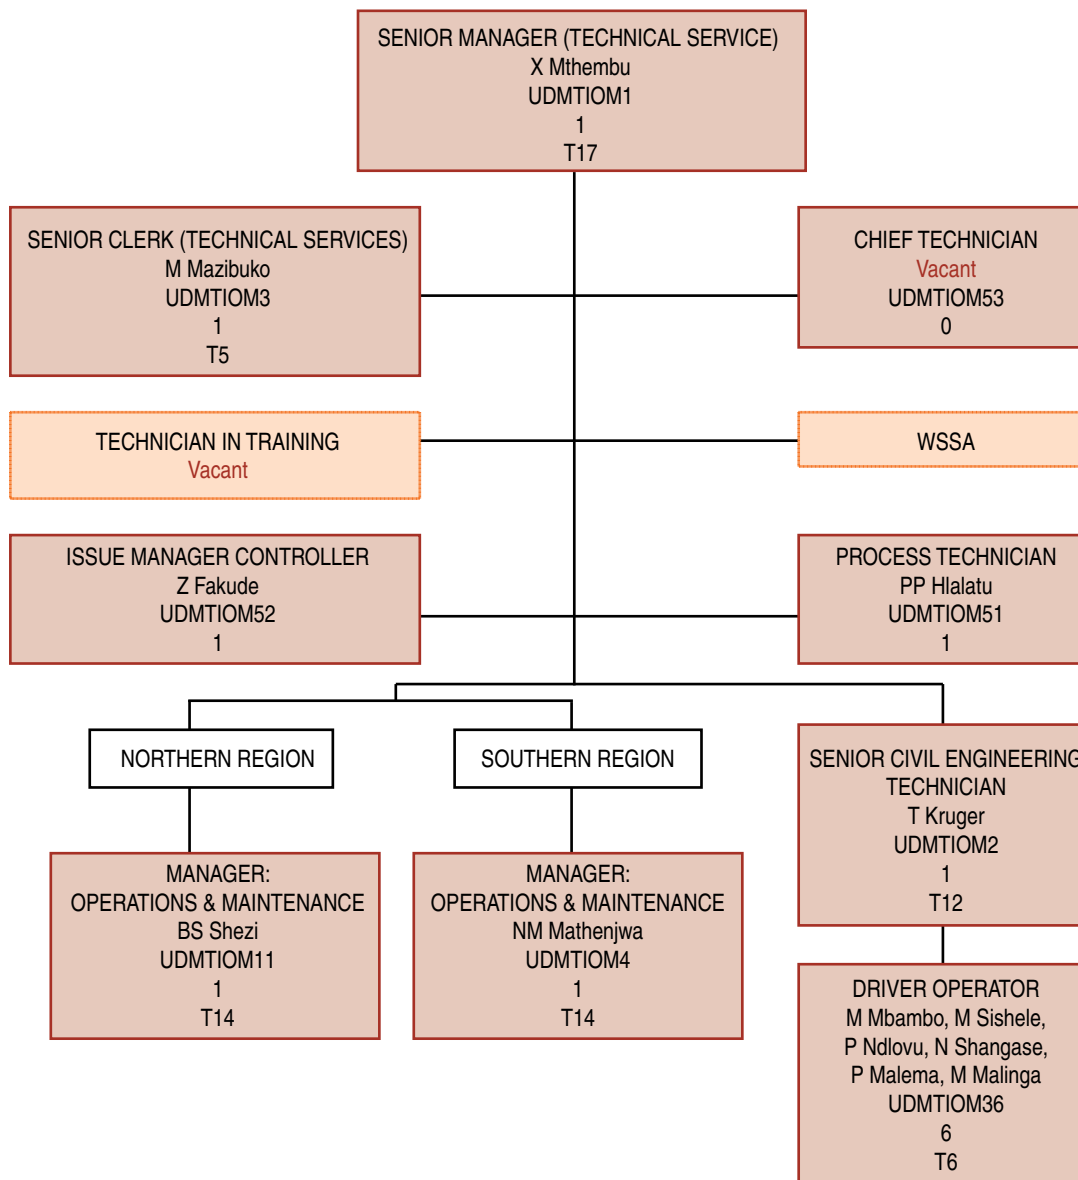 SENIOR MANAGER (TECHNICAL SERVICE)
X Mthembu
UDMTIOM1
1
T17
SENIOR CLERK (TECHNICAL SERVICES)
M Mazibuko
UDMTIOM3
1
T5
CHIEF TECHNICIAN
Vacant
UDMTIOM53
0
TECHNICIAN IN TRAINING
Vacant
WSSA
ISSUE MANAGER CONTROLLER
Z Fakude
UDMTIOM52
1
PROCESS TECHNICIAN
PP Hlalatu
UDMTIOM51
1
NORTHERN REGION
SOUTHERN REGION
SENIOR CIVIL ENGINEERING
TECHNICIAN
T Kruger
UDMTIOM2
1
T12
MANAGER:
OPERATIONS & MAINTENANCE
BS Shezi
UDMTIOM11
1
T14
MANAGER:
OPERATIONS & MAINTENANCE
NM Mathenjwa
UDMTIOM4
1
T14
DRIVER OPERATOR
M Mbambo, M Sishele,
P Ndlovu, N Shangase,
P Malema, M Malinga
UDMTIOM36
6
T6